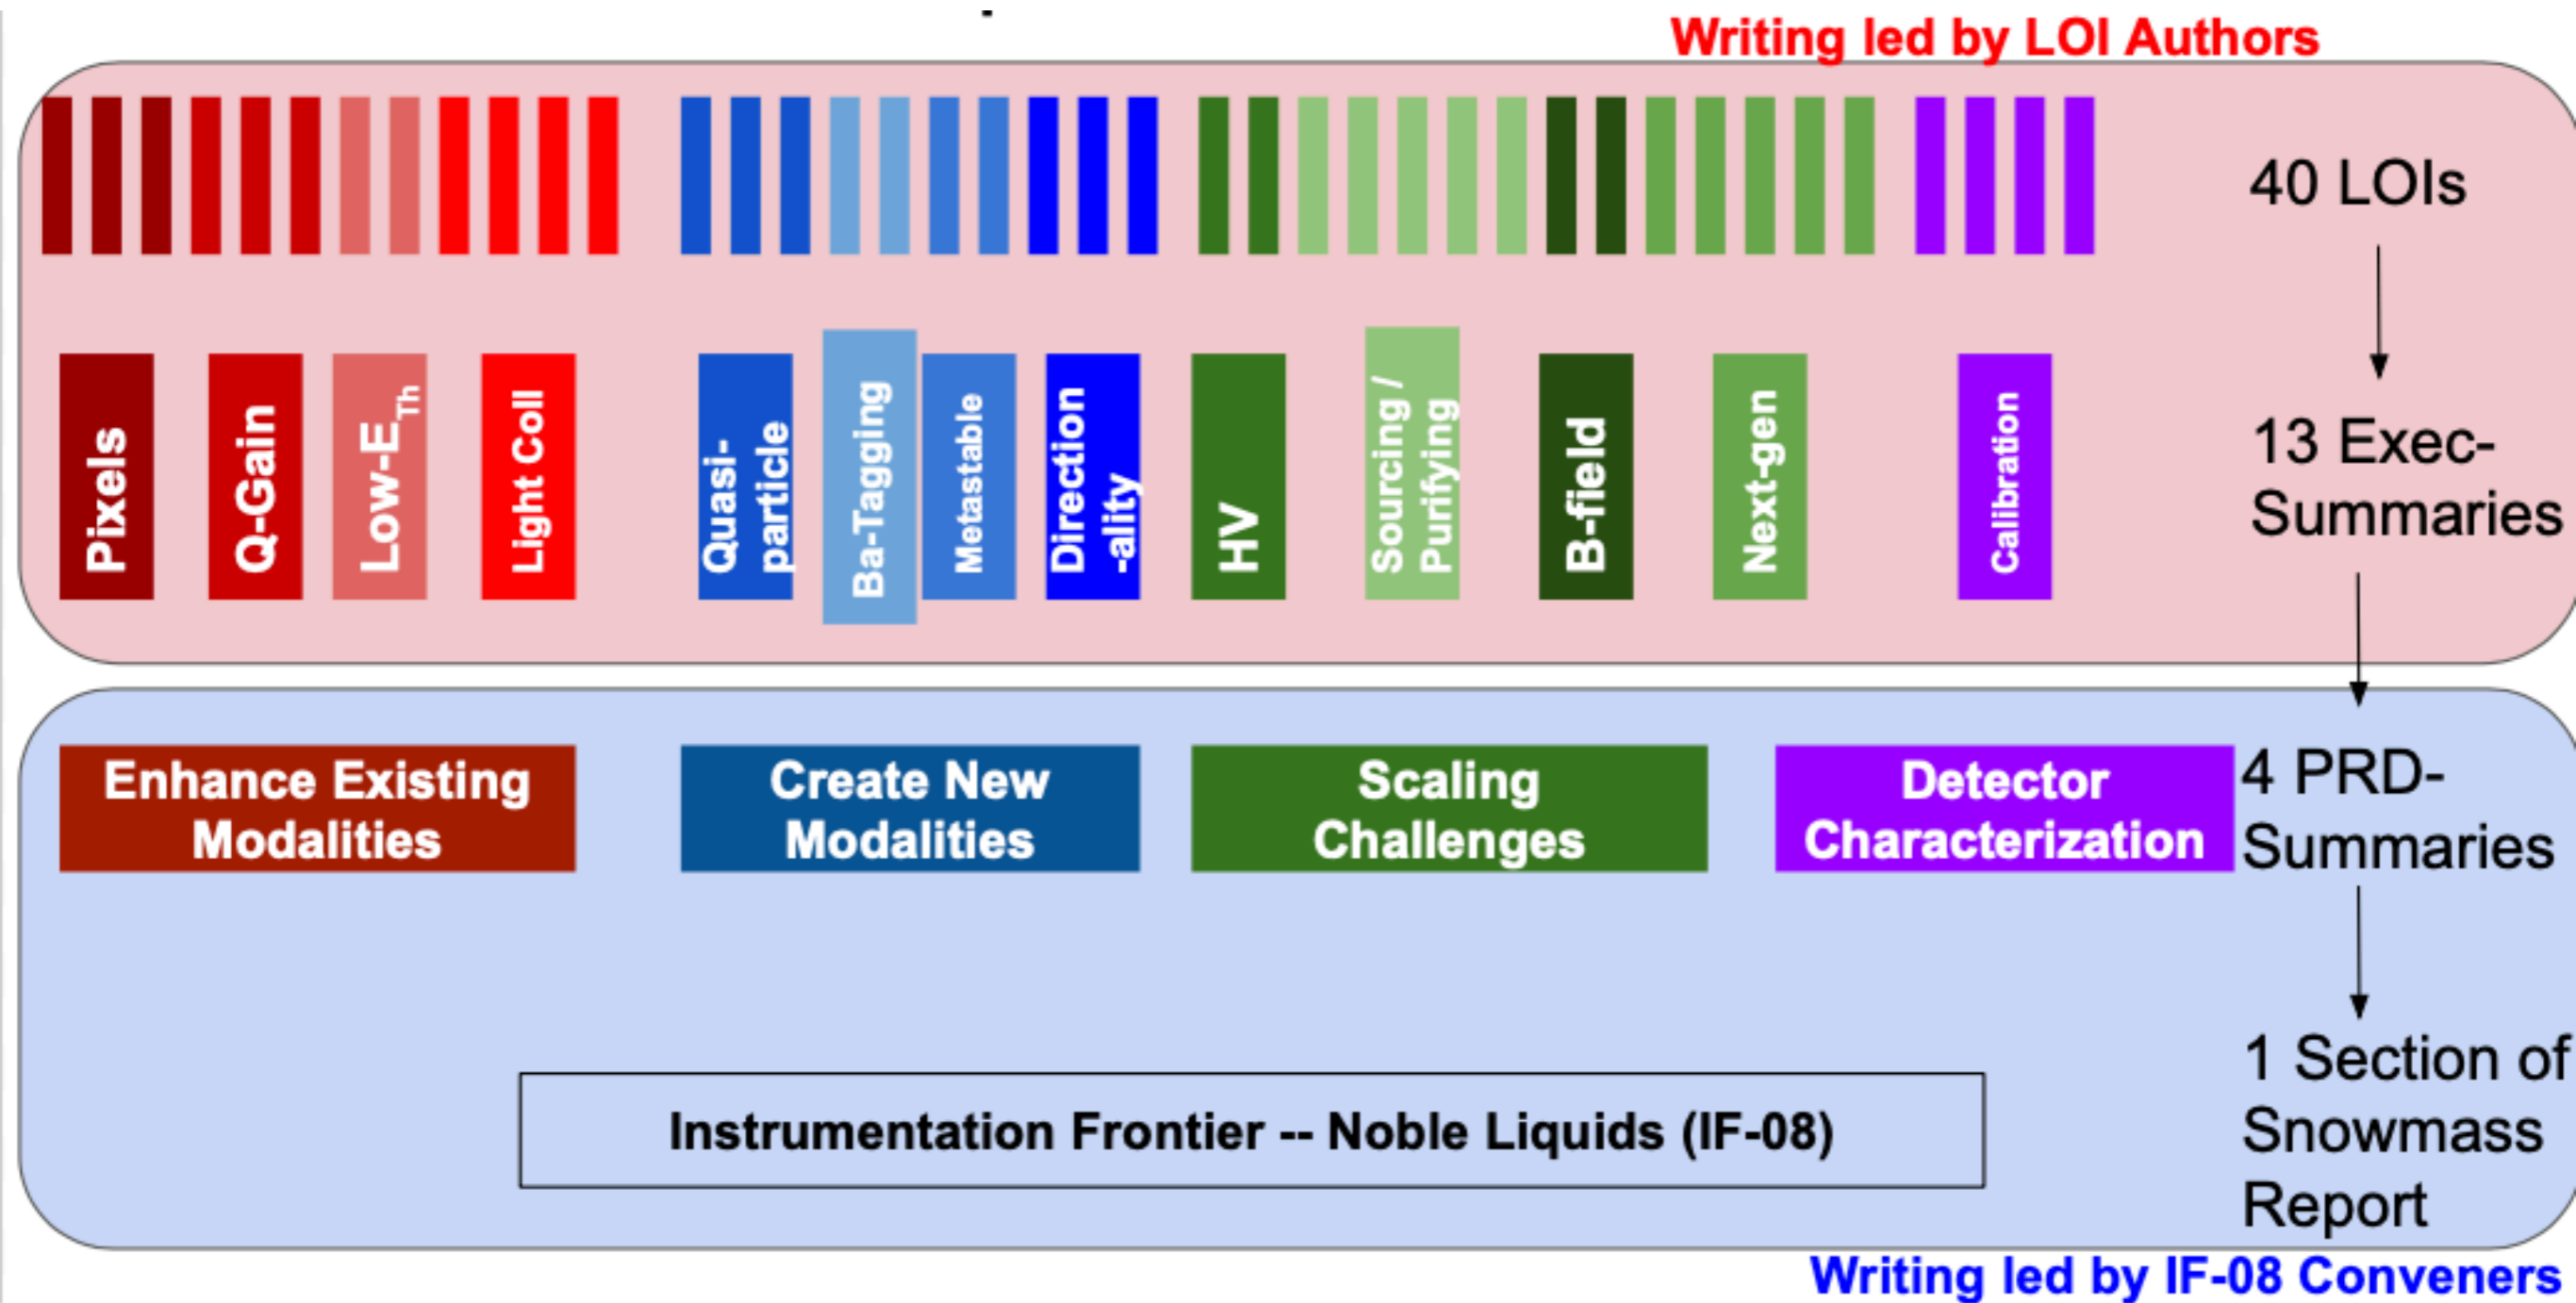 Writing led by LOI Authors
40 LOIs
Pixels
Q-Gain
Low-E_Th
Light Coll
Quasi-
particle
Ba-Tagging
Metastable
Direction
-ality
HV
Sourcing /
Purifying
B-field
Next-gen
Calibration
13 Exec-
Summaries
Enhance Existing
Modalities
Create New
Modalities
Scaling
Challenges
Detector
Characterization
4 PRD-
Summaries
Instrumentation Frontier -- Noble Liquids (IF-08)
1 Section of
Snowmass
Report
Writing led by IF-08 Conveners